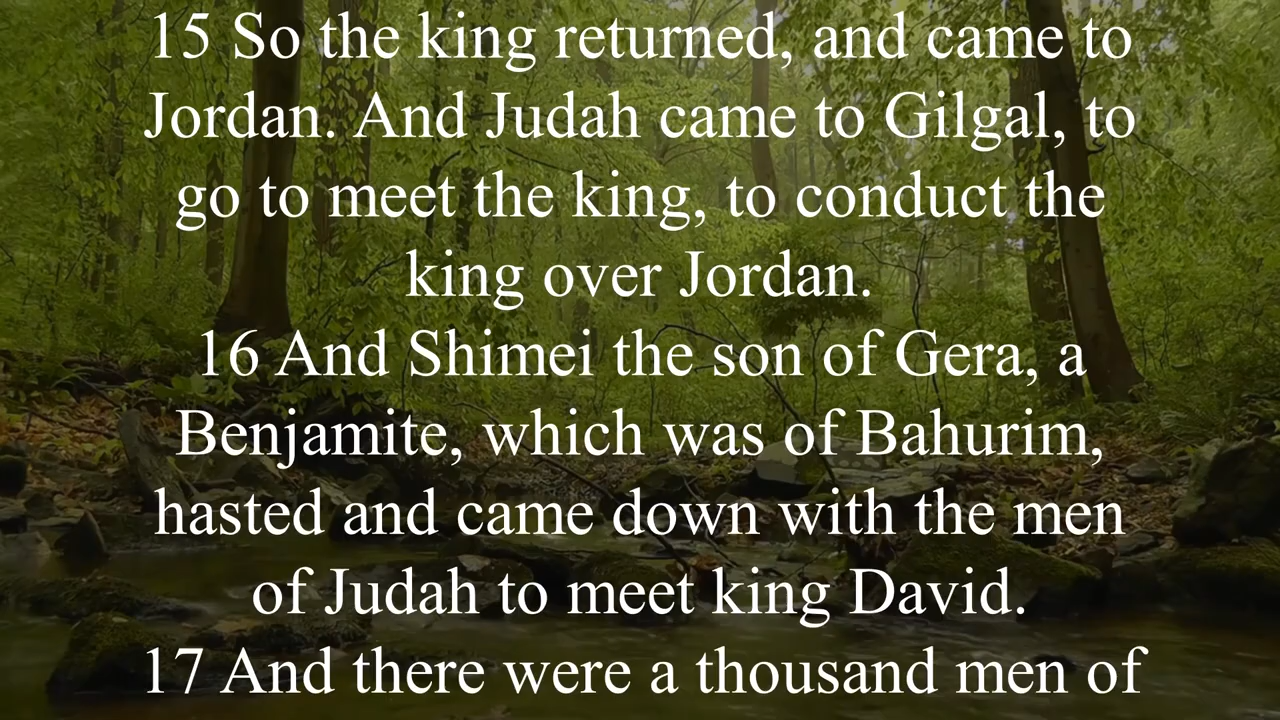 15 So the king returned, and came to
Jordan. And Judah came to Gilgal, to
go to meet the king, to conduct the
king over Jordan.
16 And Shimei the son of Gera, a
Benjamite, which was of Bahurim,
hasted and came down with the men
of Judah to meet king David.
17 And there were a thousand men of